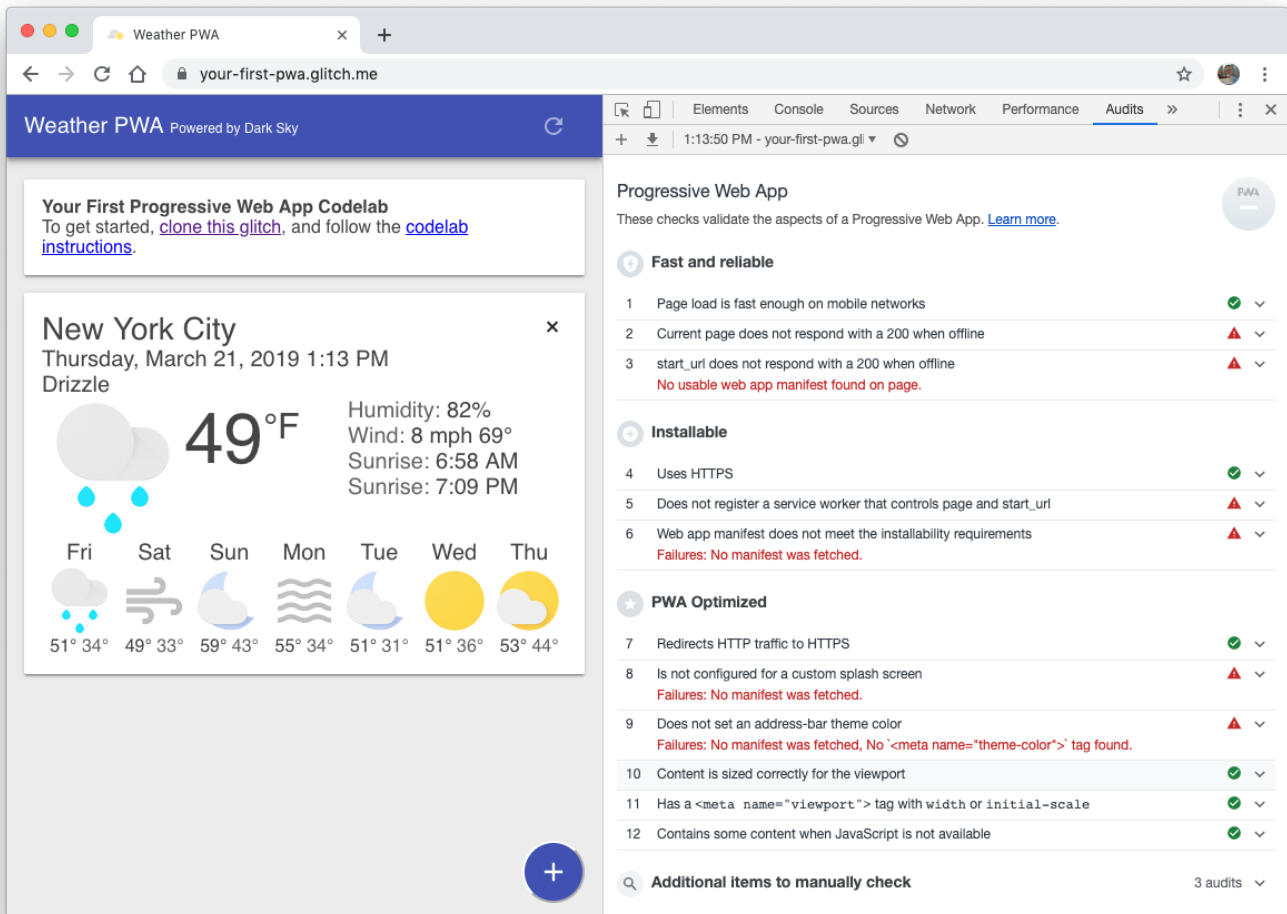 Weather PWA
your-first-pwa.glitch.me
Weather PWA Powered by Dark Sky
Your First Progressive Web App Codelab
To get started, clone this glitch, and follow the codelab
instructions.
New York City
Thursday, March 21, 2019 1:13 PM
Drizzle
49°F
Humidity: 82%
Wind: 8 mph 69°
Sunrise: 6:58 AM
Sunrise: 7:09 PM
Fri Sat Sun Mon Tue Wed Thu
51° 34° 49° 33° 59° 43° 55° 34° 51° 31° 51° 36° 53° 44°
+
Elements Console Sources Network Performance Audits »
1:13:50 PM - your-first-pwa.gli
Progressive Web App
PWA
These checks validate the aspects of a Progressive Web App. Learn more.
Fast and reliable
1 Page load is fast enough on mobile networks
2 Current page does not respond with a 200 when offline
3 start_url does not respond with a 200 when offline
No usable web app manifest found on page.
Installable
4 Uses HTTPS
5 Does not register a service worker that controls page and start_url
6 Web app manifest does not meet the installability requirements
Failures: No manifest was fetched.
PWA Optimized
7 Redirects HTTP traffic to HTTPS
8 Is not configured for a custom splash screen
Failures: No manifest was fetched.
9 Does not set an address-bar theme color
Failures: No manifest was fetched, No `<meta name="theme-color">` tag found.
10 Content is sized correctly for the viewport
11 Has a <meta name="viewport"> tag with width or initial-scale
12 Contains some content when JavaScript is not available
Additional items to manually check 3 audits